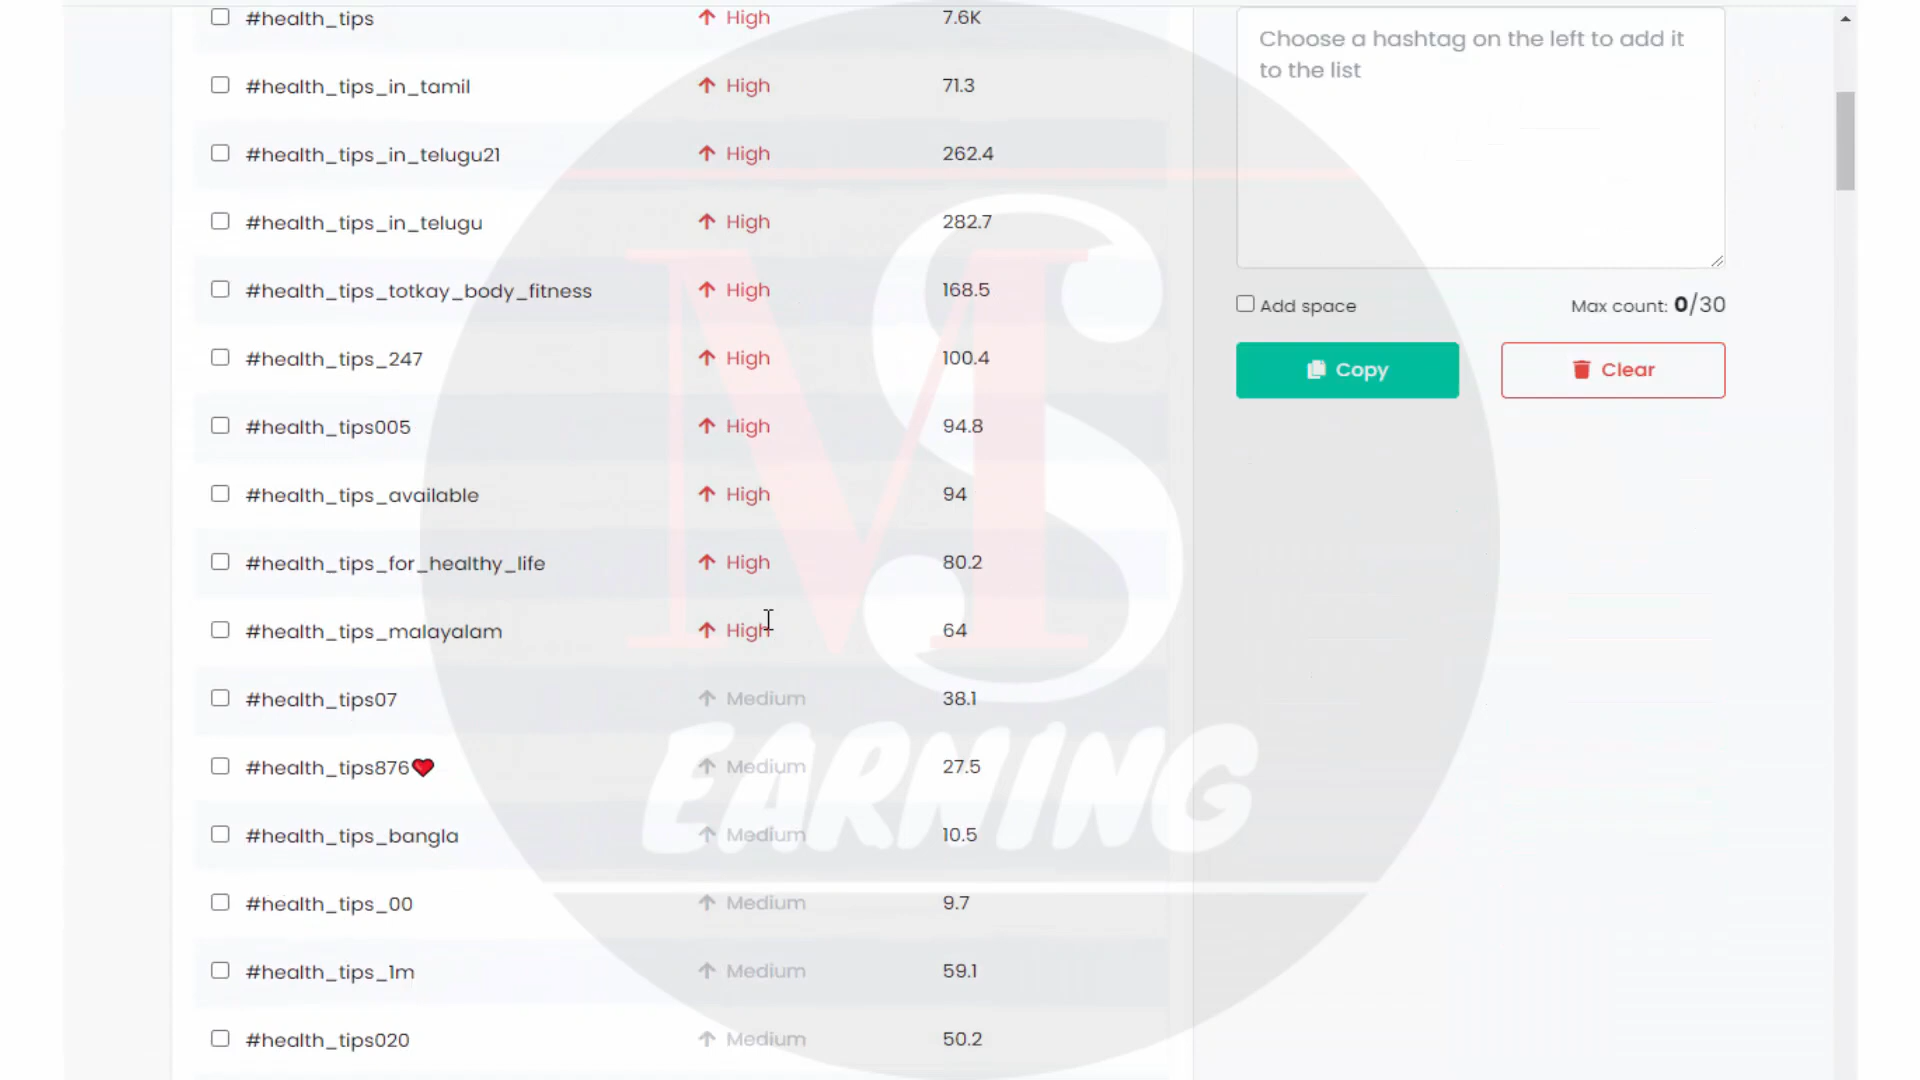 #health_tips High 7.6K
#health_tips_in_tamil High 71.3
#health_tips_in_telugu21 High 262.4
#health_tips_in_telugu High 282.7
#health_tips_totkay_body_fitness High 168.5
#health_tips_247 High 100.4
#health_tips005 High 94.8
#health_tips_available High 94
#health_tips_for_healthy_life High 80.2
#health_tips_malayalam High 64
#health_tips07 Medium 38.1
#health_tips876❤ Medium 27.5
#health_tips_bangla Medium 10.5
#health_tips_00 Medium 9.7
#health_tips_1m Medium 59.1
#health_tips020 Medium 50.2
Choose a hashtag on the left to add it
to the list
Add space Max count: 0/30
Copy Clear
MS
EARNING